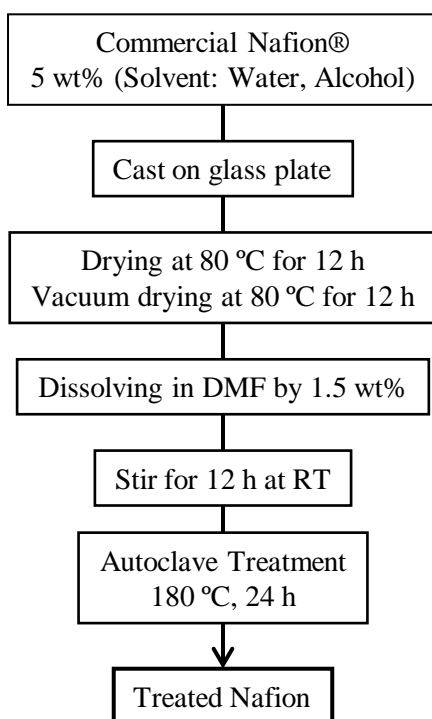 Commercial Nafion®
5 wt% (Solvent: Water, Alcohol)
Cast on glass plate
Drying at 80 ºC for 12 h
Vacuum drying at 80 ºC for 12 h
Dissolving in DMF by 1.5 wt%
Stir for 12 h at RT
Autoclave Treatment
180 ºC, 24 h
Treated Nafion